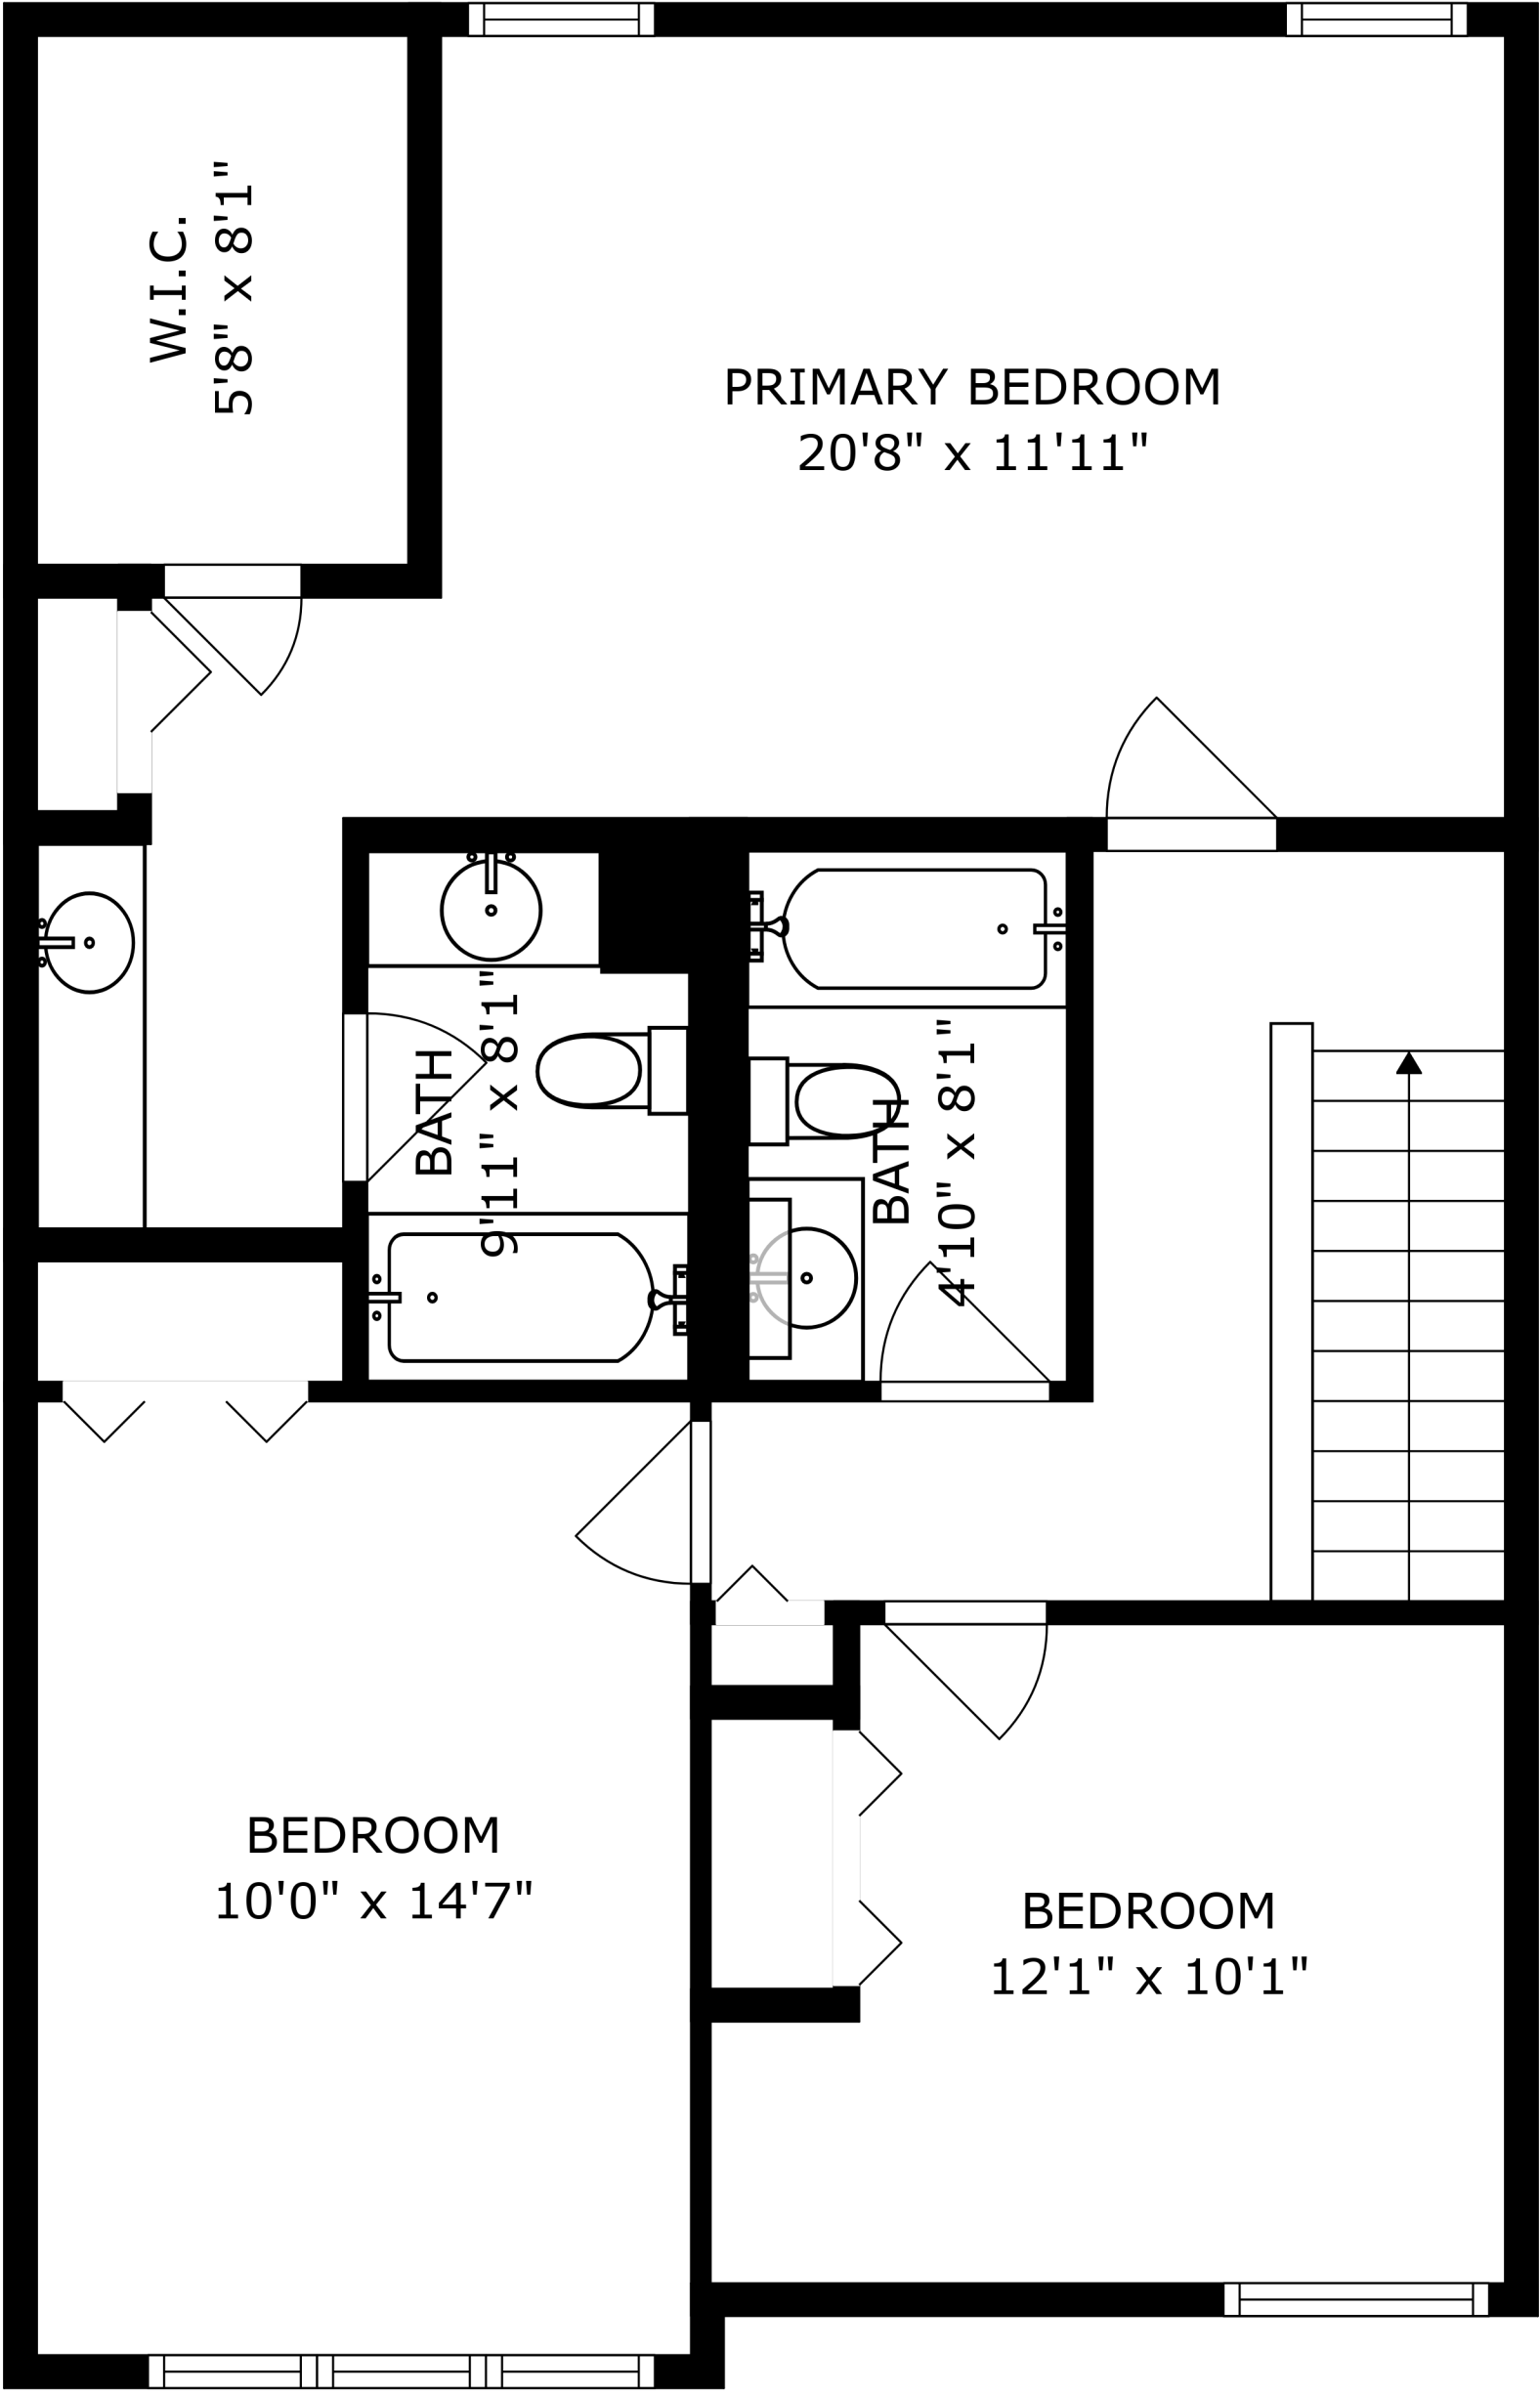 W.I.C.
5'8" x 8'1"
PRIMARY BEDROOM
20'8" x 11'11"
BATH
9'11" x 8'1"
BATH
4'10" x 8'1"
BEDROOM
10'0" x 14'7"
BEDROOM
12'1" x 10'1"